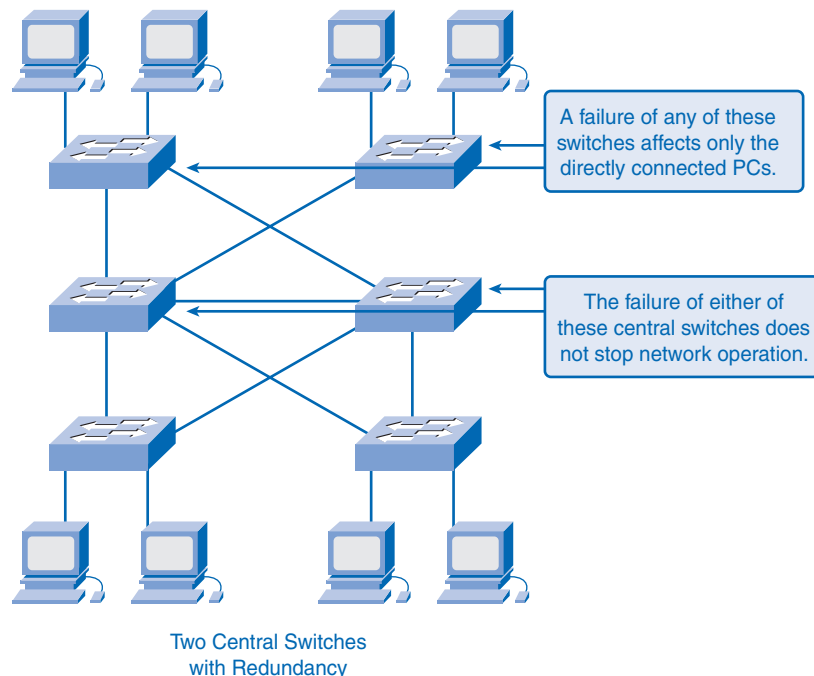 A failure of any of these
switches affects only the
directly connected PCs.
The failure of either of
these central switches does
not stop network operation.
Two Central Switches
with Redundancy